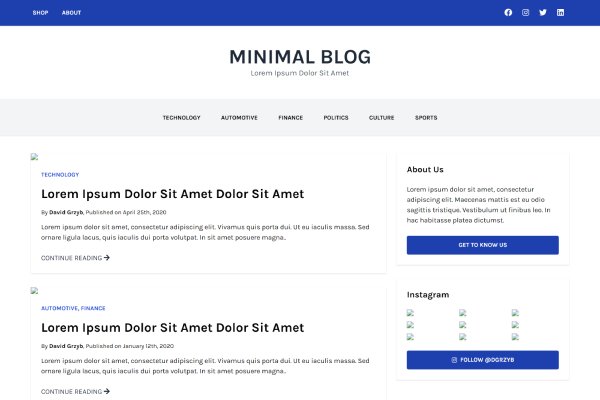 SHOP ABOUT
MINIMAL BLOG
Lorem Ipsum Dolor Sit Amet
TECHNOLOGY AUTOMOTIVE FINANCE POLITICS CULTURE SPORTS
TECHNOLOGY
Lorem Ipsum Dolor Sit Amet Dolor Sit Amet
By David Grzyb, Published on April 25th, 2020
Lorem ipsum dolor sit amet, consectetur adipiscing elit. Vivamus quis porta dui. Ut eu iaculis massa. Sed
ornare ligula lacus, quis iaculis dui porta volutpat. In sit amet posuere magna..
CONTINUE READING
AUTOMOTIVE, FINANCE
Lorem Ipsum Dolor Sit Amet Dolor Sit Amet
By David Grzyb, Published on January 12th, 2020
Lorem ipsum dolor sit amet, consectetur adipiscing elit. Vivamus quis porta dui. Ut eu iaculis massa. Sed
ornare ligula lacus, quis iaculis dui porta volutpat. In sit amet posuere magna..
CONTINUE READING
About Us
Lorem ipsum dolor sit amet, consectetur
adipiscing elit. Maecenas mattis est eu odio
sagittis tristique. Vestibulum ut finibus leo. In
hac habitasse platea dictumst.
GET TO KNOW US
Instagram
FOLLOW @DGRZYB